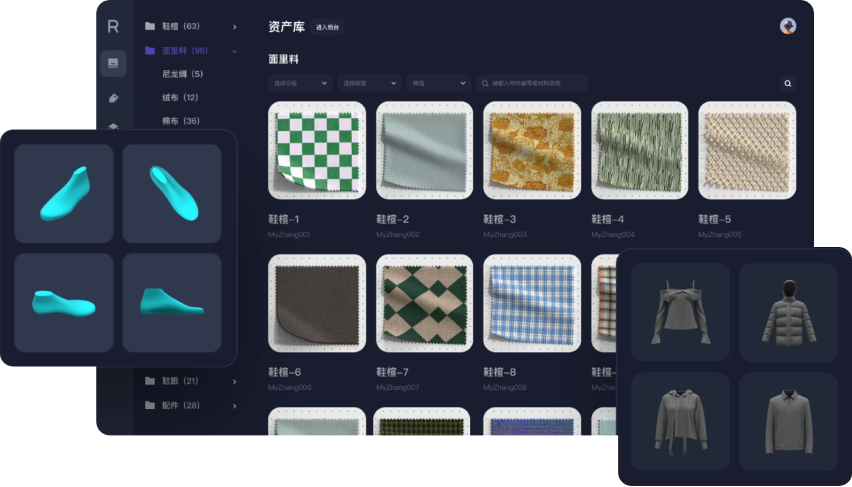 R
鞋楦（63）
面里料（98）
尼龙绸（5）
绒布（12）
棉布（36）
鞋跟（21）
配件（28）
资产库 进入后台
面里料
选择分板 选择标签 筛选 请输入材料编号或材料名称
鞋楦-1 鞋楦-2 鞋楦-3 鞋楦-4 鞋楦-5
MyZhang001 MyZhang002 MyZhang003 MyZhang004 MyZhang005
鞋楦-6 鞋楦-7 鞋楦-8
MyZhang006 MyZhang007 MyZhang008